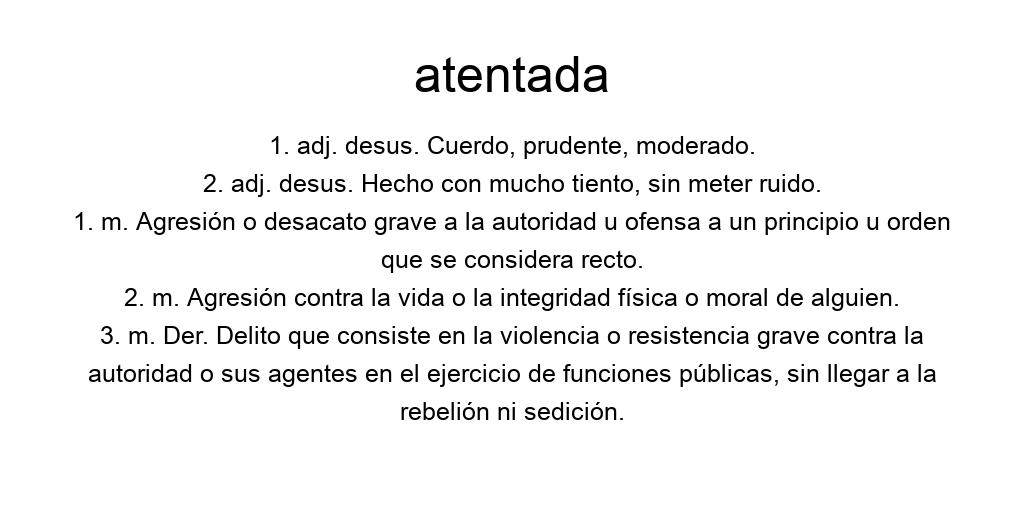 atentada
1. adj. desus. Cuerdo, prudente, moderado.
2. adj. desus. Hecho con mucho tiento, sin meter ruido.
1. m. Agresión o desacato grave a la autoridad u ofensa a un principio u orden
que se considera recto.
2. m. Agresión contra la vida o la integridad física o moral de alguien.
3. m. Der. Delito que consiste en la violencia o resistencia grave contra la
autoridad o sus agentes en el ejercicio de funciones públicas, sin llegar a la
rebelión ni sedición.